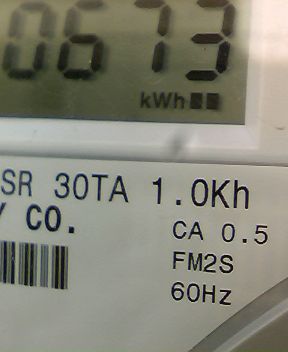 0673
kWh
SR 30TA 1.0Kh
Y CO.
CA 0.5
FM2S
60Hz